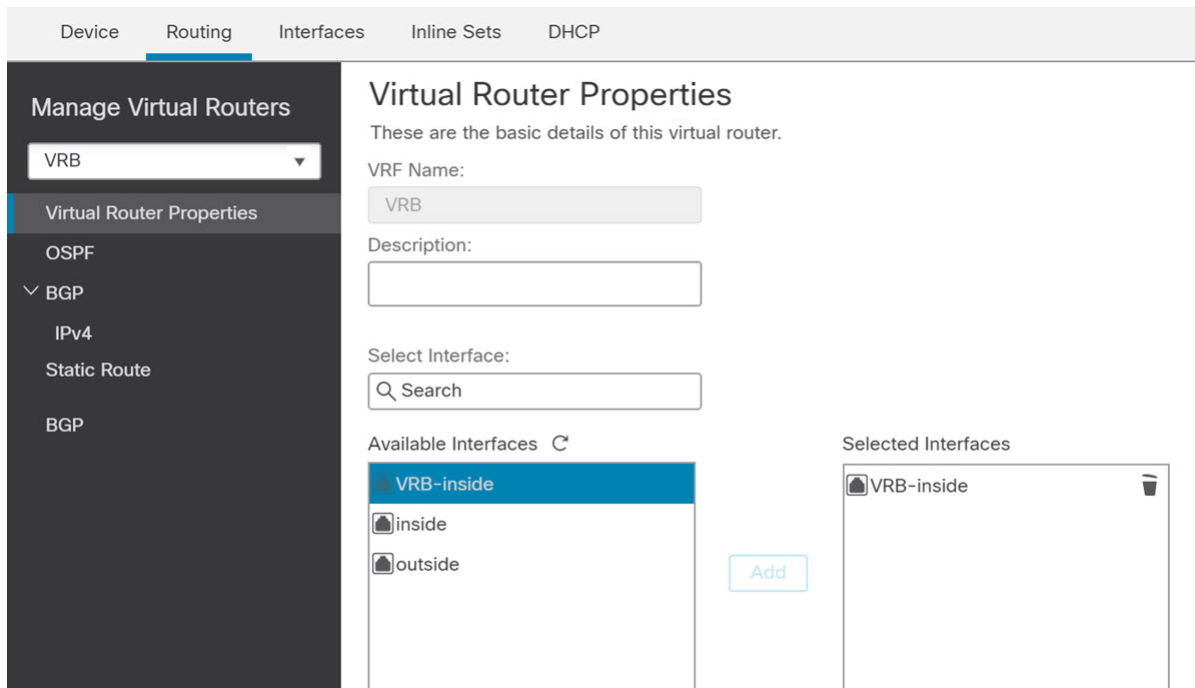 Device Routing Interfaces Inline Sets DHCP
Manage Virtual Routers
VRB
Virtual Router Properties
OSPF
BGP
IPv4
Static Route
BGP
Virtual Router Properties
These are the basic details of this virtual router.
VRF Name:
VRB
Description:
Select Interface:
Search
Available Interfaces
VRB-inside
inside
outside
Add
Selected Interfaces
VRB-inside